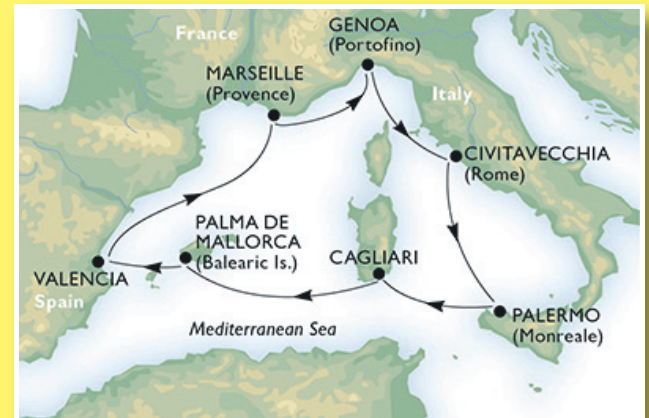 France
GENOA
(Portofino)
MARSEILLE
(Provence)
Italy
CIVITAVECCHIA
(Rome)
PALMA DE
MALLORCA
(Balearic Is.)
CAGLIARI
VALENCIA
Spain
PALERMO
(Monreale)
Mediterranean Sea